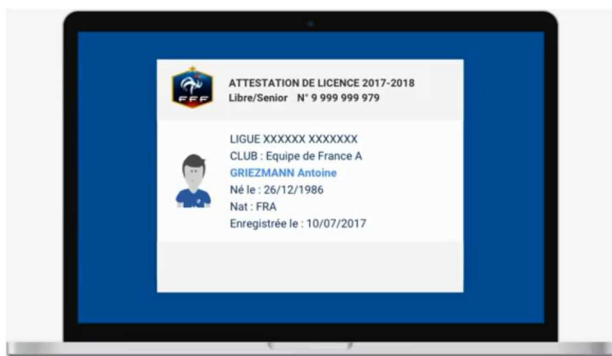 FFF
ATTESTATION DE LICENCE 2017-2018
Libre/Senior N° 9 999 999 979
LIGUE XXXXXX XXXXXXX
CLUB : Equipe de France A
GRIEZMANN Antoine
Né le : 26/12/1986
Nat : FRA
Enregistrée le : 10/07/2017